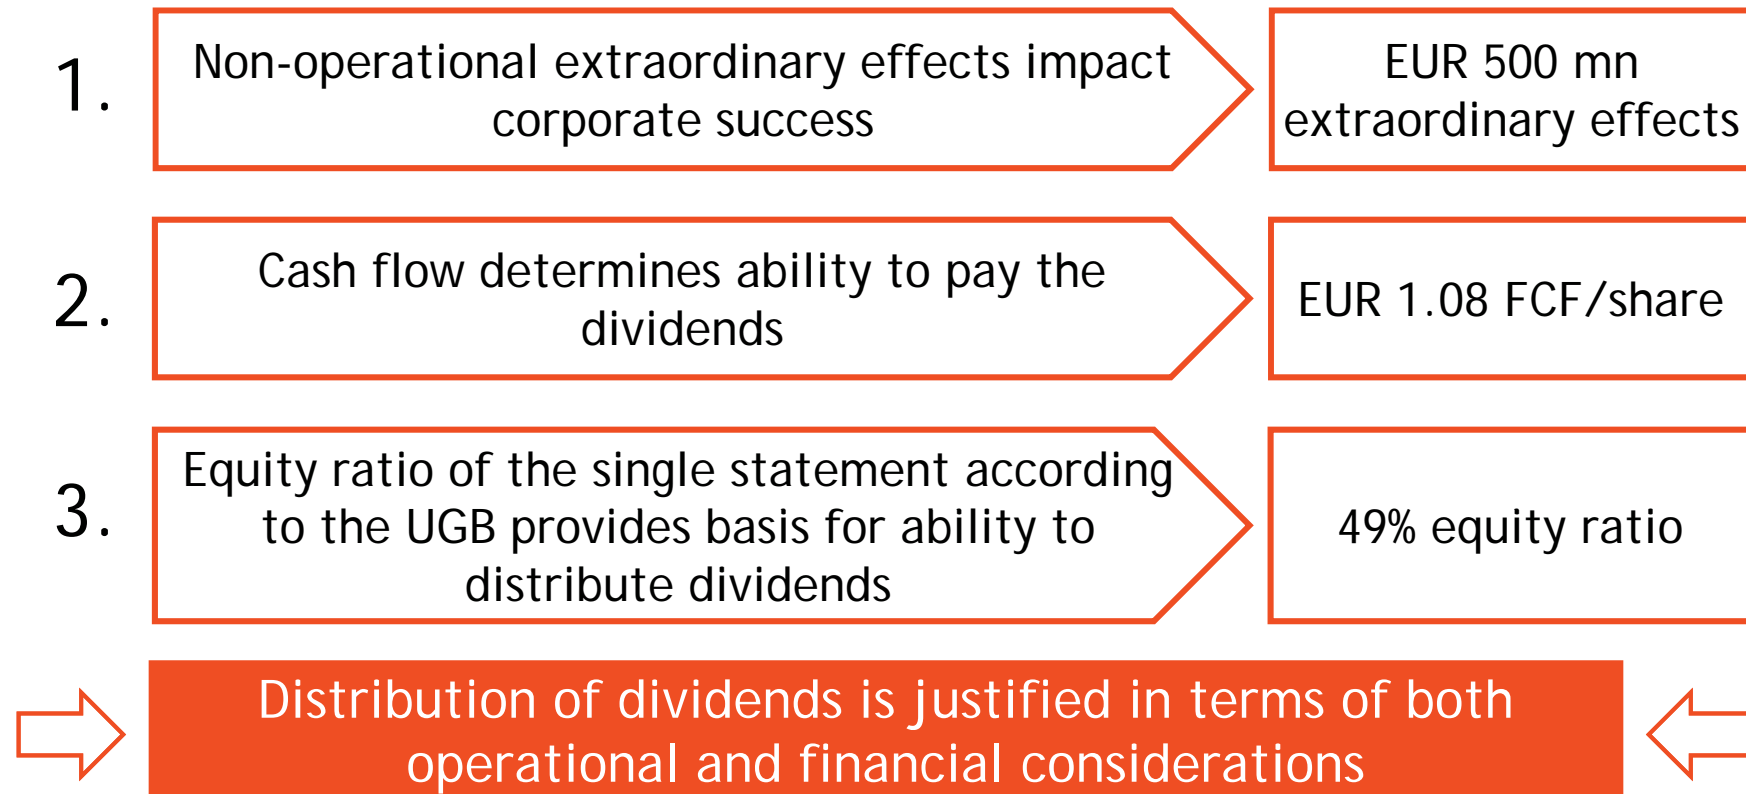 1.
Non-operational extraordinary effects impact
corporate success
EUR 500 mn
extraordinary effects
2.
Cash flow determines ability to pay the
dividends
EUR 1.08 FCF/share
3.
Equity ratio of the single statement according
to the UGB provides basis for ability to
distribute dividends
49% equity ratio
Distribution of dividends is justified in terms of both
operational and financial considerations